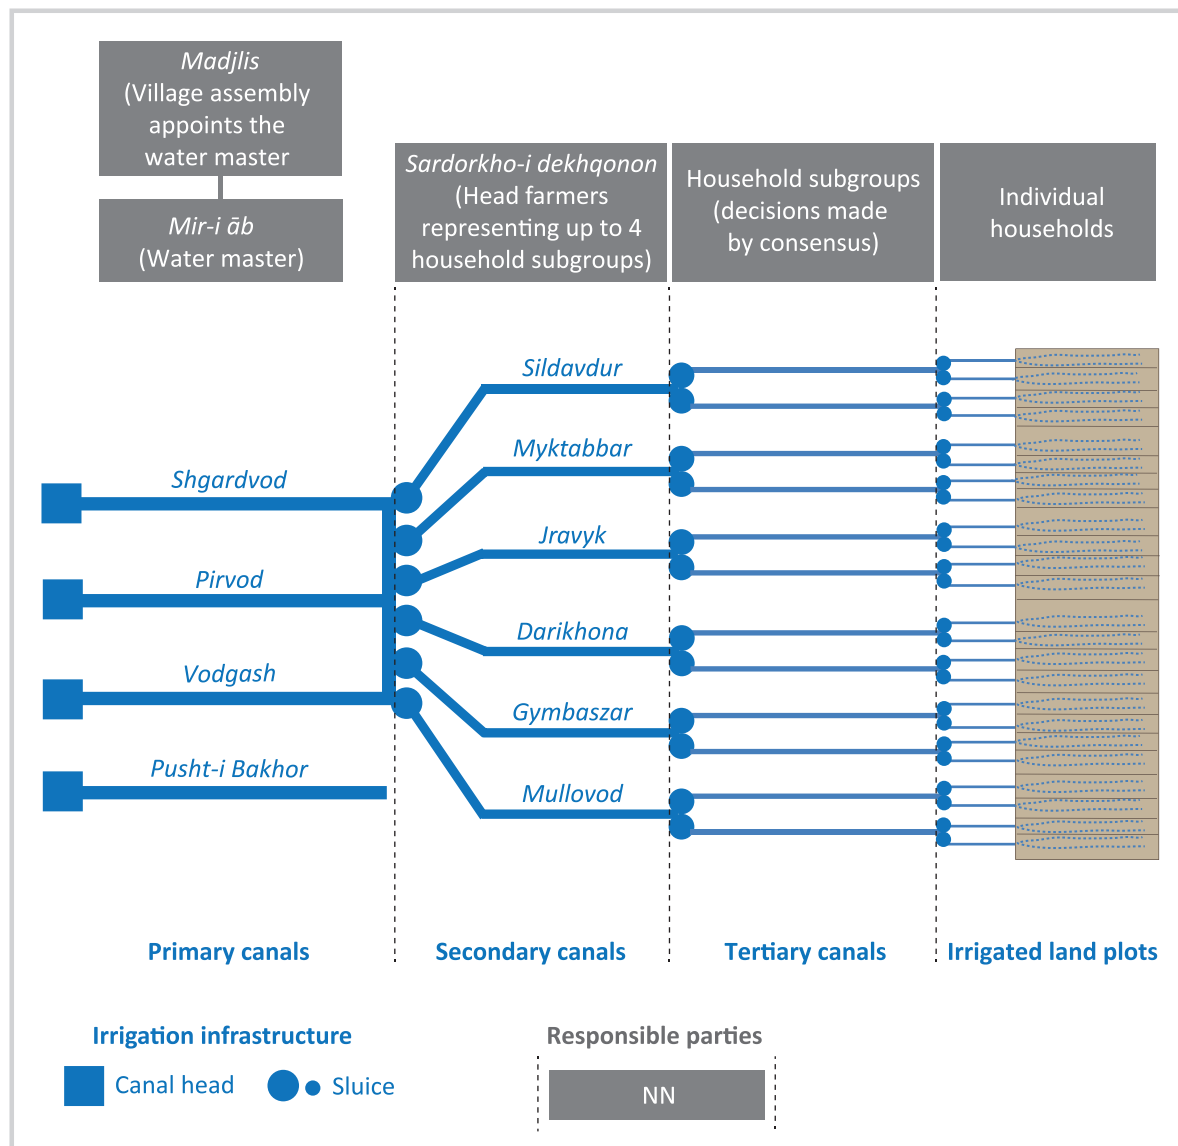 Madjlis
(Village assembly
appoints the
water master
Mir-i āb
(Water master)
Sardorkho-i dekhqonon
(Head farmers
representing up to 4
household subgroups)
Household subgroups
(decisions made
by consensus)
Individual
households
Shgardvod
Pirvod
Vodgash
Pusht-i Bakhor
Sildavdur
Myktabbar
Jravyk
Darikhona
Gymbaszar
Mullovod
Primary canals
Secondary canals
Tertiary canals
Irrigated land plots
Irrigation infrastructure
Canal head
Sluice
Responsible parties
NN